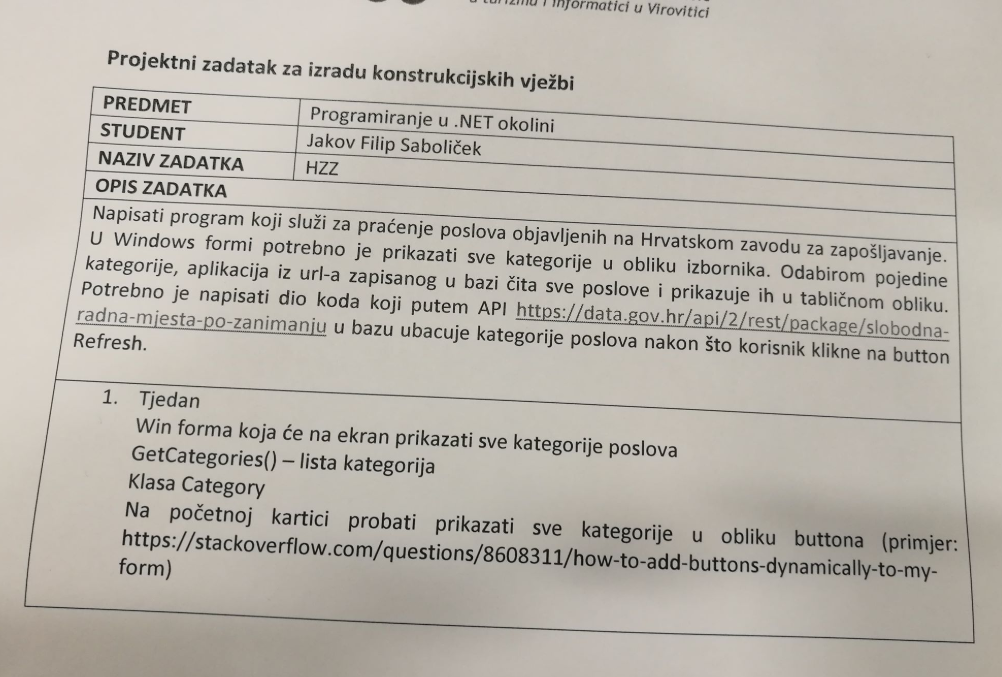 u turizmu i informatici u Virovitici
Projektni zadatak za izradu konstrukcijskih vježbi
PREDMET Programiranje u .NET okolini
STUDENT Jakov Filip Saboliček
NAZIV ZADATKA HZZ
OPIS ZADATKA
Napisati program koji služi za praćenje poslova objavljenih na Hrvatskom zavodu za zapošljavanje.
U Windows formi potrebno je prikazati sve kategorije u obliku izbornika. Odabirom pojedine
kategorije, aplikacija iz url-a zapisanog u bazi čita sve poslove i prikazuje ih u tabličnom obliku.
Potrebno je napisati dio koda koji putem API https://data.gov.hr/api/2/rest/package/slobodna-
radna-mjesta-po-zanimanju u bazu ubacuje kategorije poslova nakon što korisnik klikne na button
Refresh.
1. Tjedan
Win forma koja će na ekran prikazati sve kategorije poslova
GetCategories() – lista kategorija
Klasa Category
Na početnoj kartici probati prikazati sve kategorije u obliku buttona (primjer:
https://stackoverflow.com/questions/8608311/how-to-add-buttons-dynamically-to-my-
form)